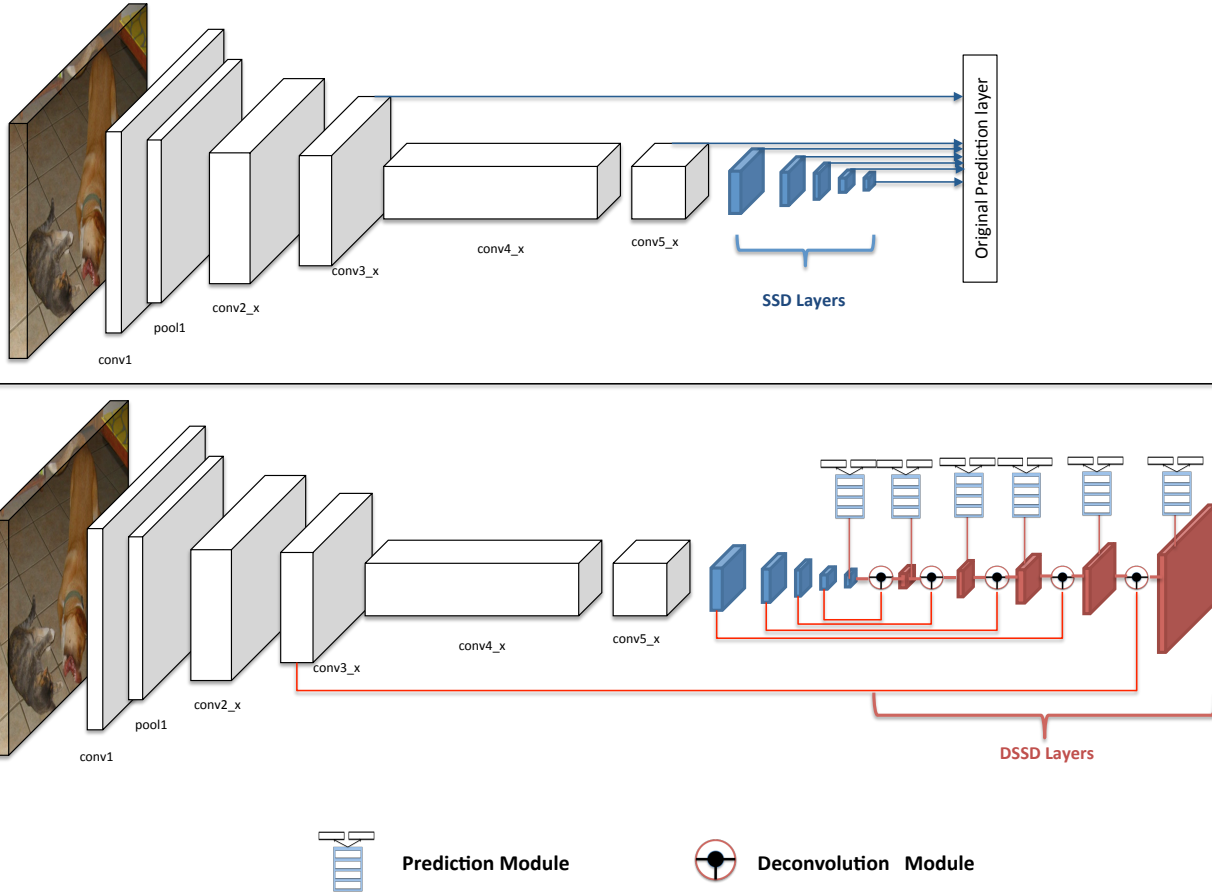 Original Prediction layer
conv4_x
conv5_x
conv3_x
SSD Layers
conv2_x
pool1
conv1
conv4_x
conv5_x
conv3_x
conv2_x
pool1
conv1
DSSD Layers
Prediction Module
Deconvolution Module